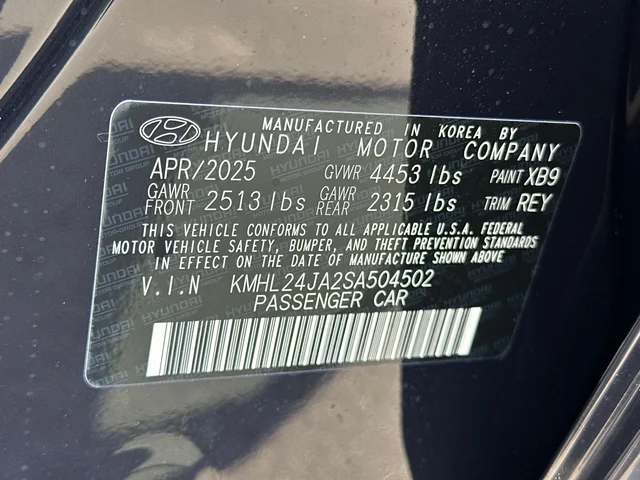 MANUFACTURED IN KOREA BY
HYUNDAI MOTOR COMPANY
APR/2025 GVWR 4453 lbs PAINT XB9
GAWR FRONT 2513 lbs GAWR REAR 2315 lbs TRIM REY
THIS VEHICLE CONFORMS TO ALL APPLICABLE U.S.A. FEDERAL
MOTOR VEHICLE SAFETY, BUMPER, AND THEFT PREVENTION STANDARDS
IN EFFECT ON THE DATE OF MANUFACTURE SHOWN ABOVE
V.I.N KMHL24JA2SA504502
PASSENGER CAR